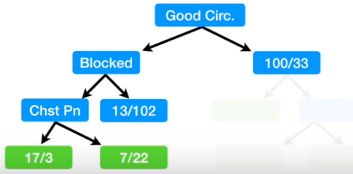 Good Circ.
Blocked
100/33
Chst Pn
13/102
17/3
7/22